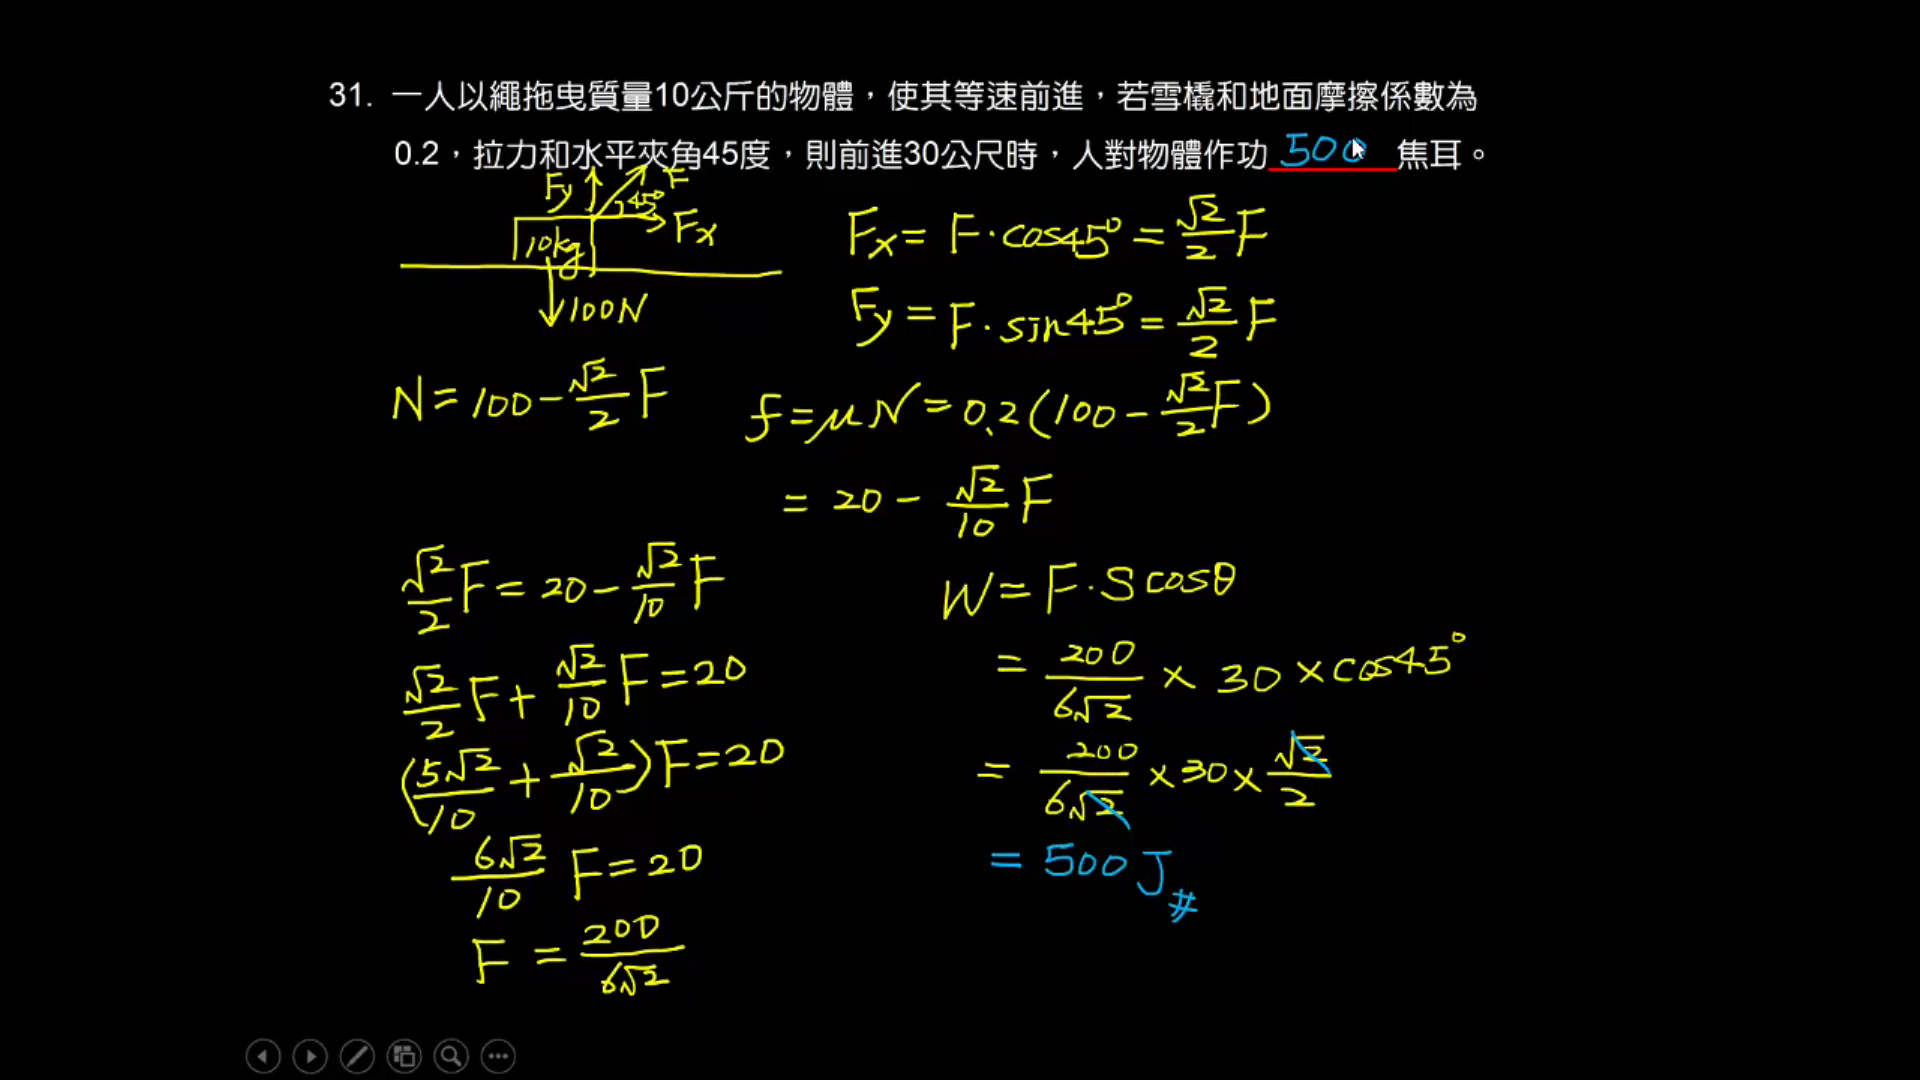 31. 一人以繩拖曳質量10公斤的物體，使其等速前進，若雪橇和地面摩擦係數為
0.2，拉力和水平夾角45度，則前進30公尺時，人對物體作功 500 焦耳。
Fy F 45° Fx
10kg
100N
Fx = F·cos45° = √2/2 F
Fy = F·sin45° = √2/2 F
N = 100 - √2/2 F
f = μN = 0.2(100 - √2/2 F)
= 20 - √2/10 F
√2/2 F = 20 - √2/10 F
√2/2 F + √2/10 F = 20
(5√2/10 + √2/10)F = 20
6√2/10 F = 20
F = 200/6√2
W = F·S cosθ
= 200/6√2 × 30 × cos45°
= 200/6√2 × 30 × √2/2
= 500 J #